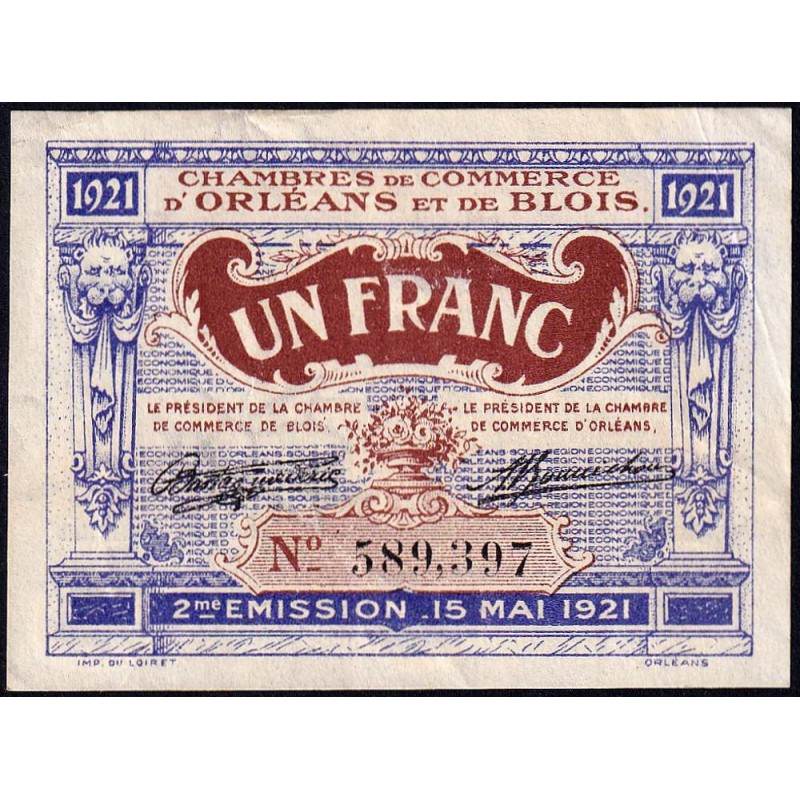 CHAMBRES DE COMMERCE
D'ORLÉANS ET DE BLOIS.
1921
1921
UN FRANC
LE PRÉSIDENT DE LA CHAMBRE
DE COMMERCE DE BLOIS,
LE PRÉSIDENT DE LA CHAMBRE
DE COMMERCE D'ORLÉANS,
Nº 589,397
2me EMISSION _ 15 MAI 1921
IMP. DU LOIRET
ORLEANS